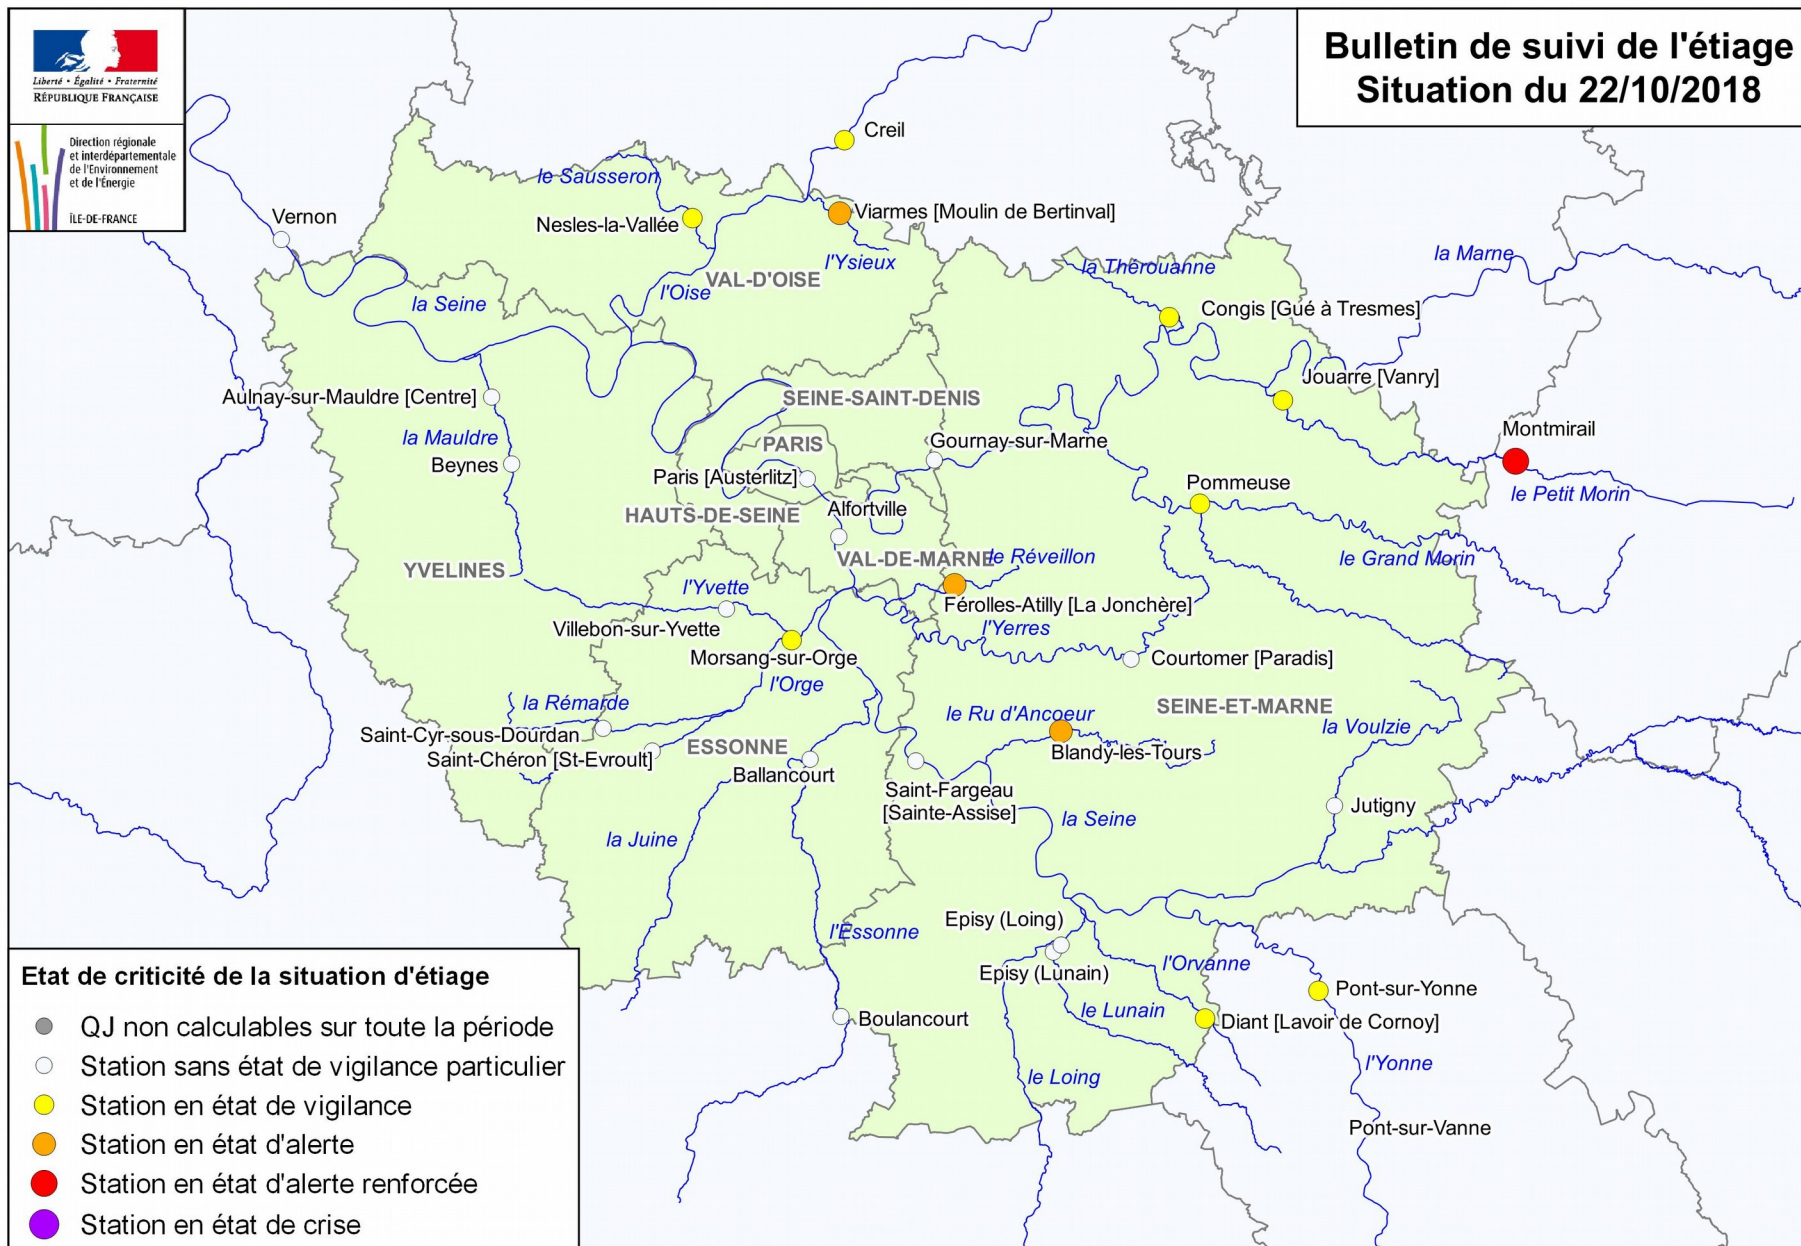 Liberté • Égalité • Fraternité
RÉPUBLIQUE FRANÇAISE
Direction régionale
et interdépartementale
de l'Environnement
et de l'Énergie
ÎLE-DE-FRANCE
Bulletin de suivi de l'étiage
Situation du 22/10/2018
Creil
le Sausseron
Vernon
Nesles-la-Vallée
Viarmes [Moulin de Bertinval]
l'Ysieux
la Thérouanne
la Marne
VAL-D'OISE
l'Oise
la Seine
Congis [Gué à Tresmes]
Jouarre [Vanry]
Aulnay-sur-Mauldre [Centre]
SEINE-SAINT-DENIS
la Mauldre
PARIS
Gournay-sur-Marne
Montmirail
Beynes
Paris [Austerlitz]
Pommeuse
le Petit Morin
HAUTS-DE-SEINE
Alfortville
YVELINES
VAL-DE-MARNE
le Réveillon
le Grand Morin
l'Yvette
Férolles-Atilly [La Jonchère]
Villebon-sur-Yvette
l'Yerres
Morsang-sur-Orge
Courtomer [Paradis]
l'Orge
la Rémarde
le Ru d'Ancoeur
SEINE-ET-MARNE
la Voulzie
Saint-Cyr-sous-Dourdan
Saint-Chéron [St-Evroult]
ESSONNE
Blandy-les-Tours
Ballancourt
Saint-Fargeau
[Sainte-Assise]
Jutigny
la Seine
la Juine
Episy (Loing)
l'Essonne
Episy (Lunain)
l'Orvanne
Pont-sur-Yonne
le Lunain
Diant [Lavoir de Cornoy]
Boulancourt
l'Yonne
le Loing
Pont-sur-Vanne
Etat de criticité de la situation d'étiage
QJ non calculables sur toute la période
Station sans état de vigilance particulier
Station en état de vigilance
Station en état d'alerte
Station en état d'alerte renforcée
Station en état de crise